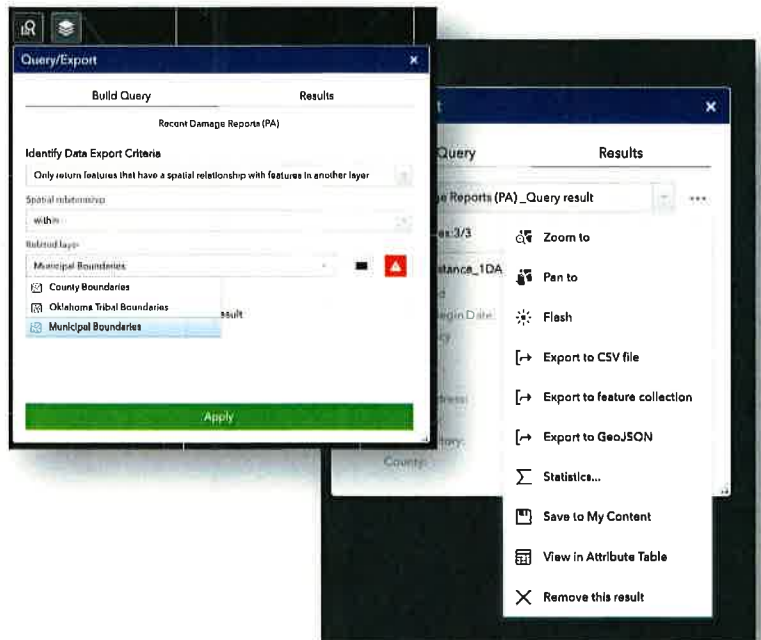 Query/Export
Build Query
Results
Recent Damage Reports (PA)
Identify Data Export Criteria
Only return features that have a spatial relationship with features in another layer
Spatial relationship
within
Related layer
Municipal Boundaries
County Boundaries
Oklahoma Tribal Boundaries
Municipal Boundaries
sult
Apply
Query
Results
Reports (PA) _Query result
es:3/3
stance_1DA
egin Date:
County:
Zoom to
Pan to
Flash
Export to CSV file
Export to feature collection
Export to GeoJSON
Statistics...
Save to My Content
View in Attribute Table
Remove this result